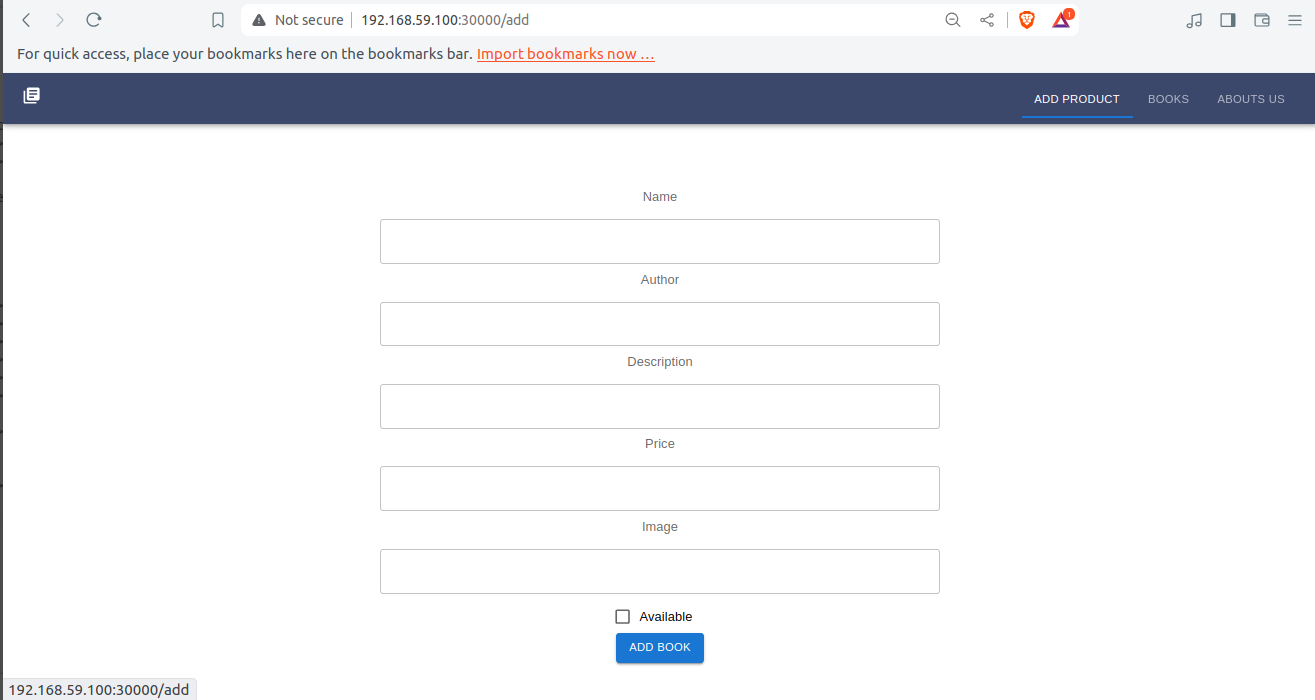 Not secure 192.168.59.100:30000/add 1
For quick access, place your bookmarks here on the bookmarks bar. Import bookmarks now ...
ADD PRODUCT BOOKS ABOUTS US
Name
Author
Description
Price
Image
Available
ADD BOOK
192.168.59.100:30000/add